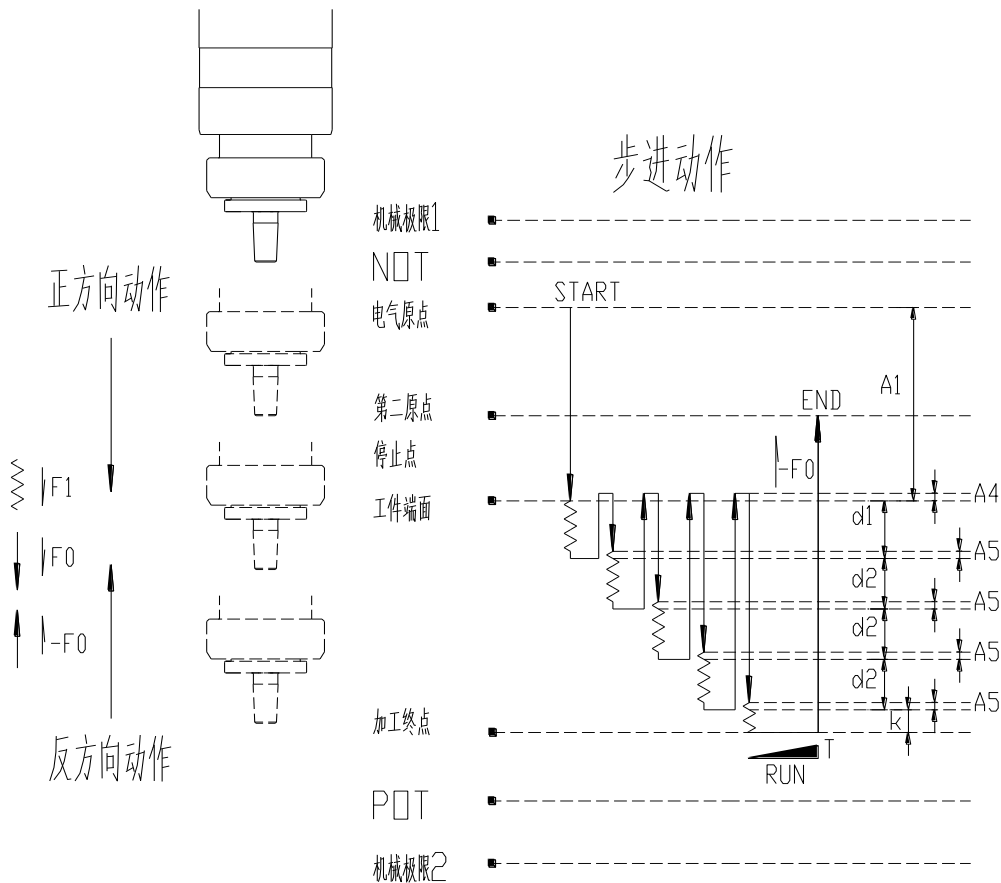 步进动作
机械极限1
NOT
正方向动作
START
电气原点
A1
第二原点
END
停止点
-F0
F1
A4
工件端面
d1
F0
A5
d2
A5
d2
-F0
A5
d2
A5
加工终点
k
反方向动作
T
RUN
POT
机械极限2